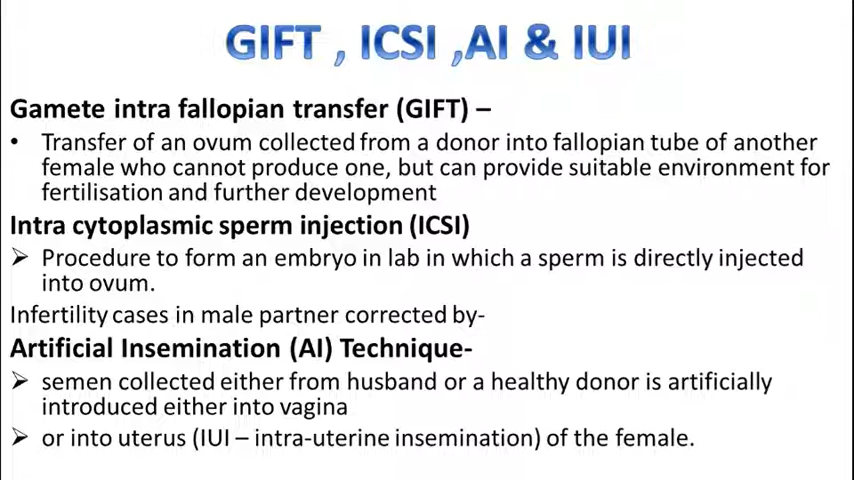 GIFT , ICSI ,AI & IUI
Gamete intra fallopian transfer (GIFT) –
• Transfer of an ovum collected from a donor into fallopian tube of another
female who cannot produce one, but can provide suitable environment for
fertilisation and further development
Intra cytoplasmic sperm injection (ICSI)
➢ Procedure to form an embryo in lab in which a sperm is directly injected
into ovum.
Infertility cases in male partner corrected by-
Artificial Insemination (AI) Technique-
➢ semen collected either from husband or a healthy donor is artificially
introduced either into vagina
➢ or into uterus (IUI – intra-uterine insemination) of the female.